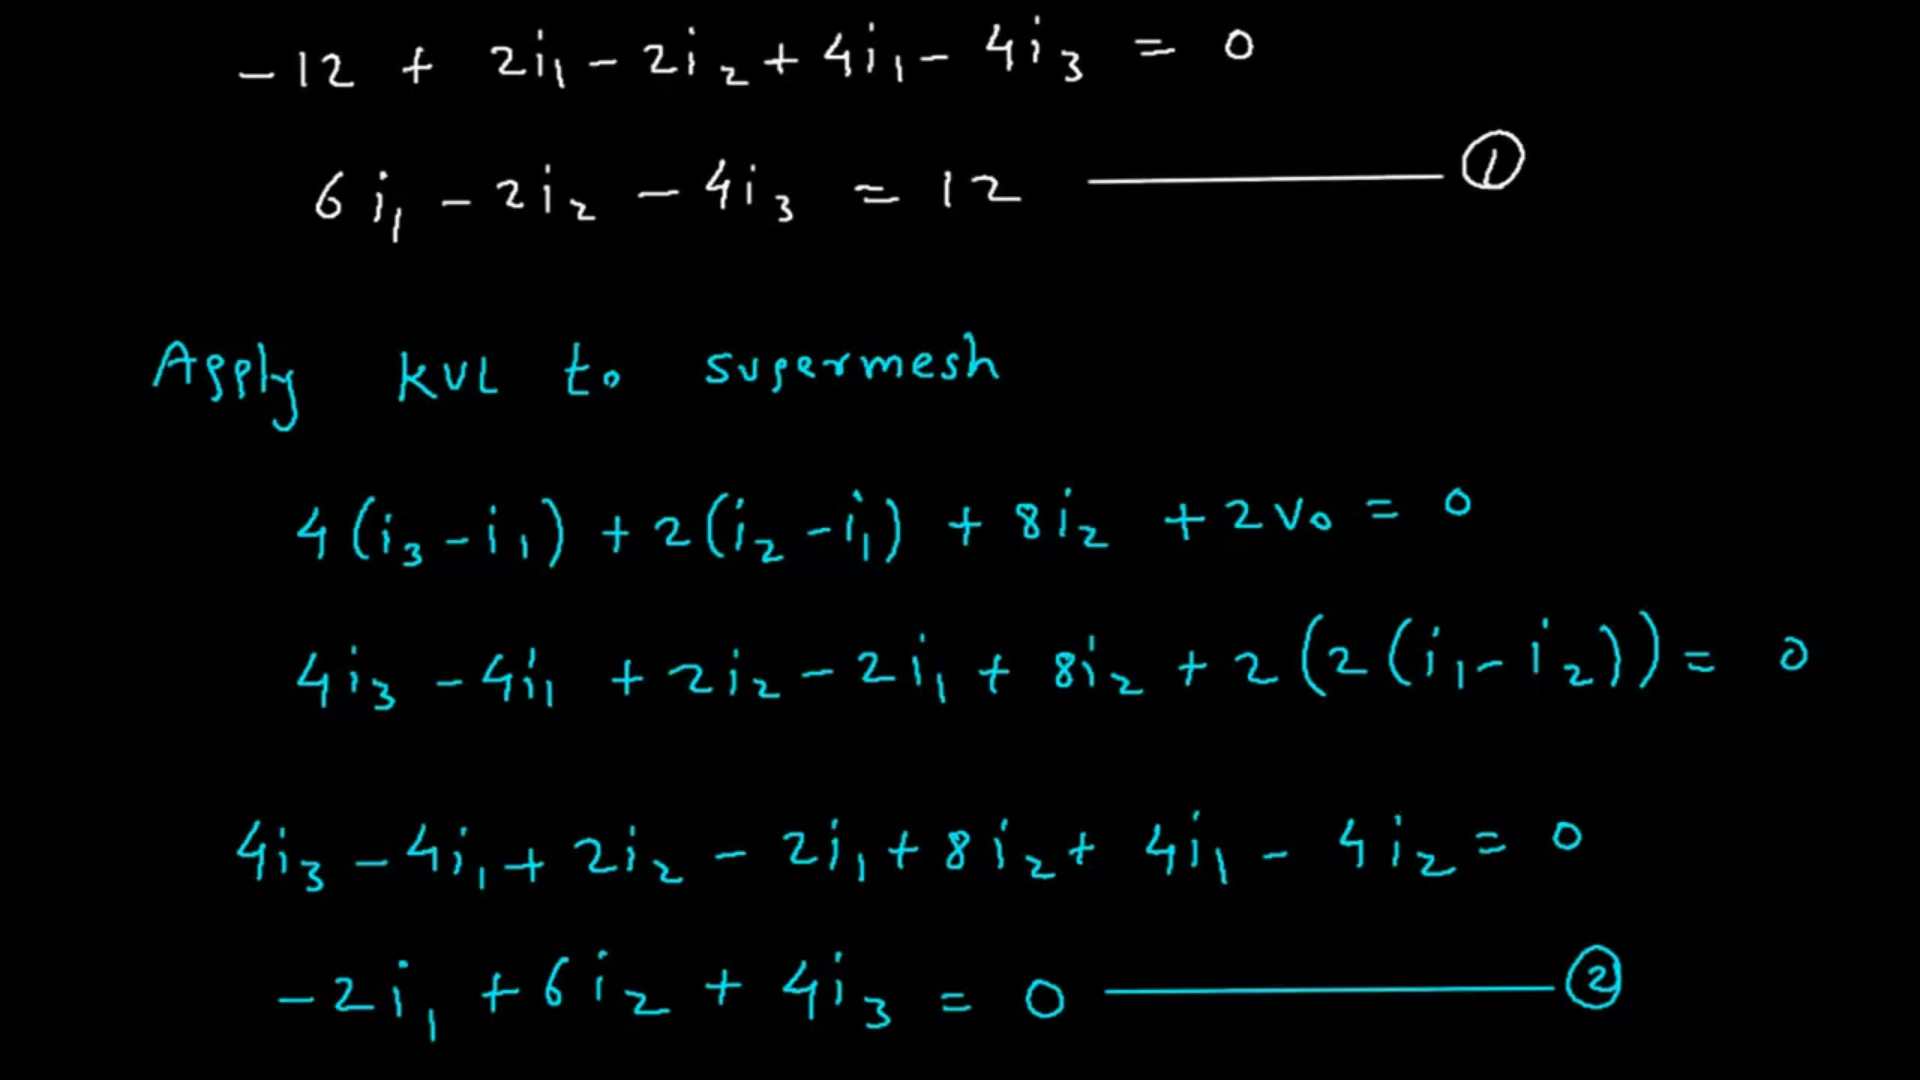 -12 + 2i₁ - 2i₂ + 4i₁ - 4i₃ = 0
6i₁ - 2i₂ - 4i₃ = 12 ——— ①
Apply KVL to supermesh
4(i₃ - i₁) + 2(i₂ - i₁) + 8i₂ + 2v₀ = 0
4i₃ - 4i₁ + 2i₂ - 2i₁ + 8i₂ + 2(2(i₁ - i₂)) = 0
4i₃ - 4i₁ + 2i₂ - 2i₁ + 8i₂ + 4i₁ - 4i₂ = 0
-2i₁ + 6i₂ + 4i₃ = 0 ——— ②